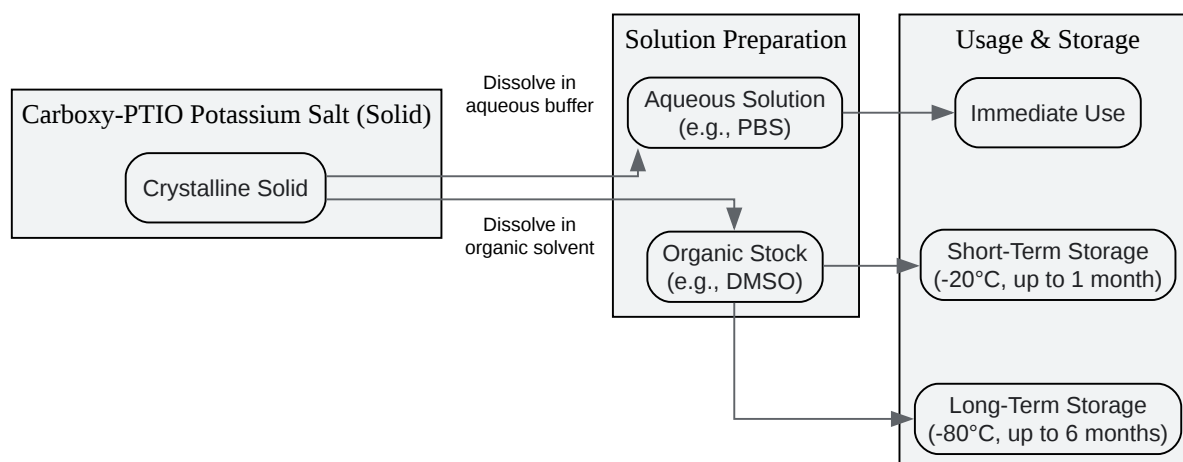 Carboxy-PTIO Potassium Salt (Solid)
Crystalline Solid
Dissolve in
aqueous buffer
Dissolve in
organic solvent
Solution Preparation
Aqueous Solution
(e.g., PBS)
Organic Stock
(e.g., DMSO)
Usage & Storage
Immediate Use
Short-Term Storage
(-20°C, up to 1 month)
Long-Term Storage
(-80°C, up to 6 months)